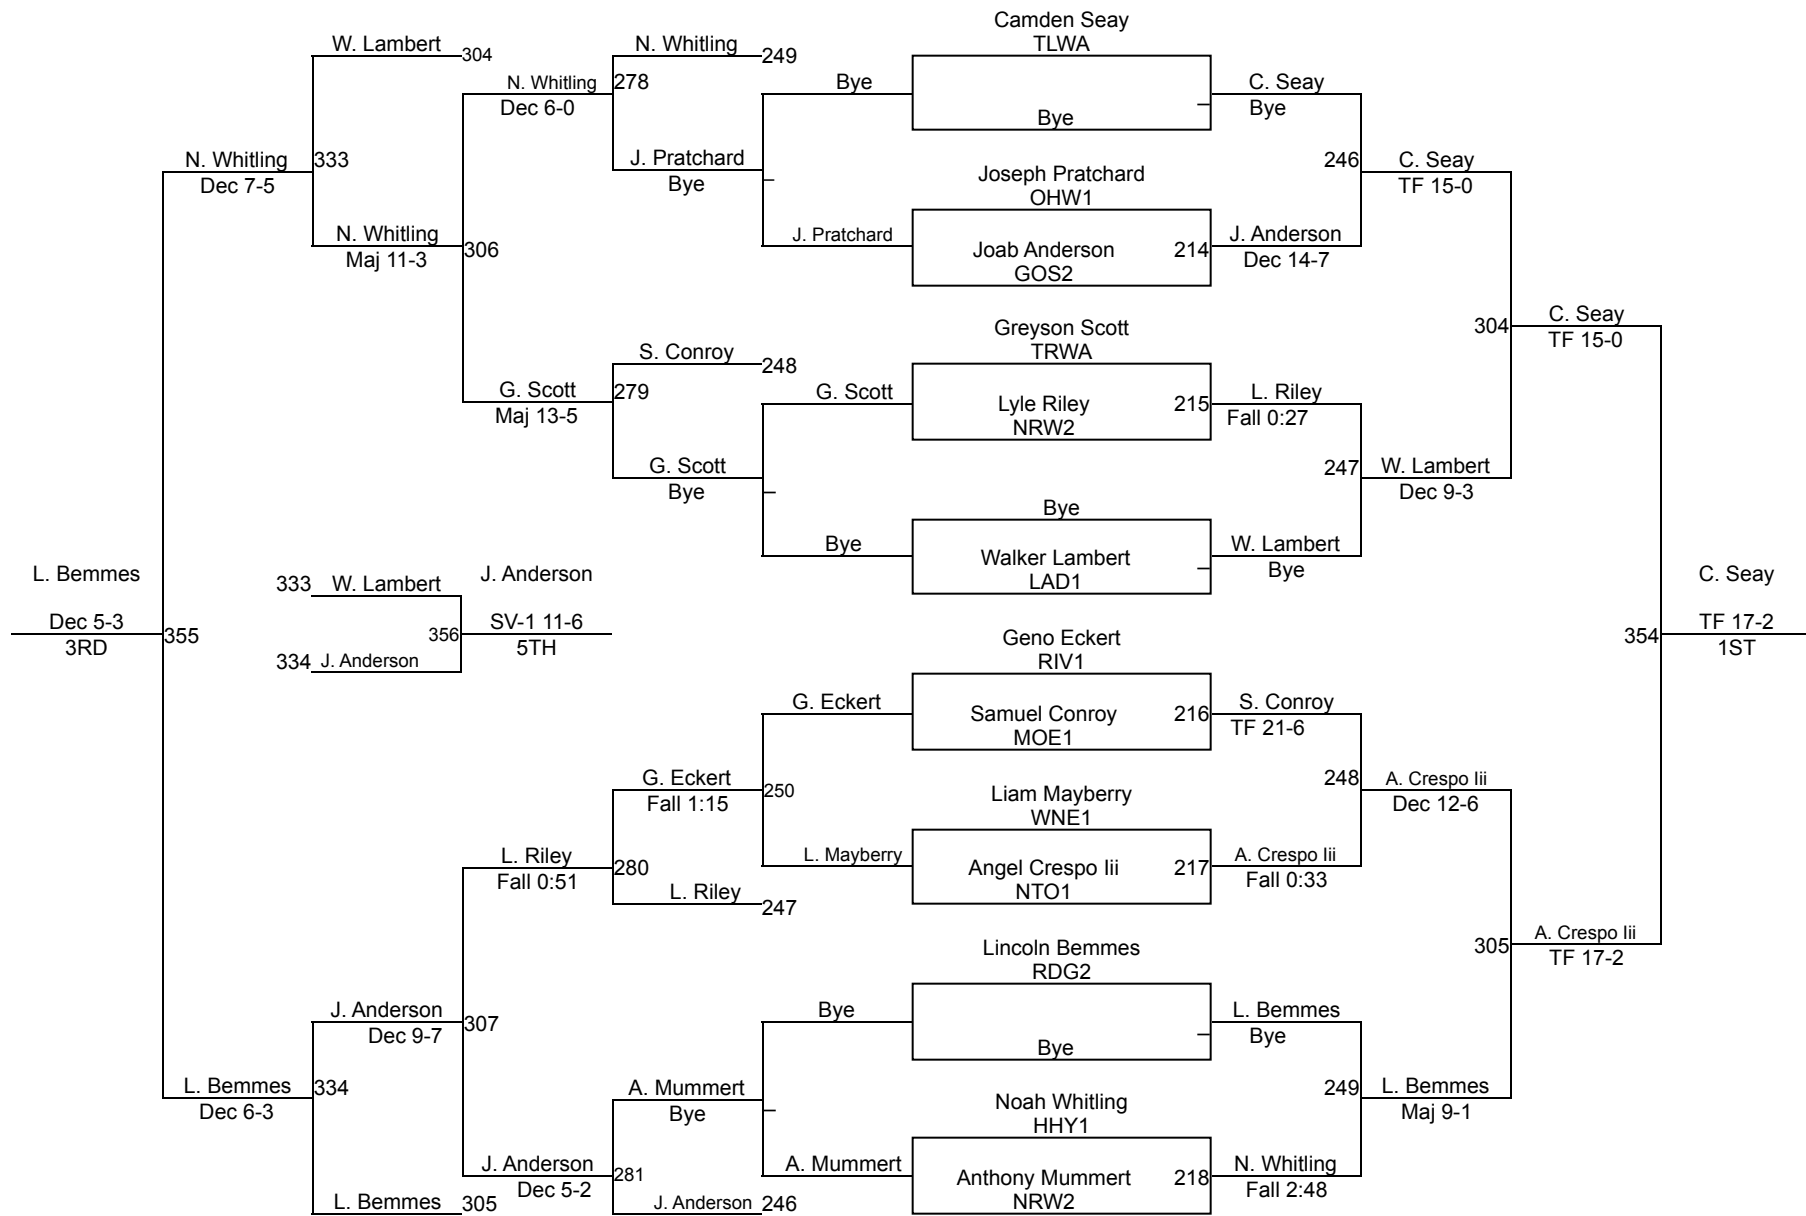 Camden Seay
TLWA
W. Lambert
304
N. Whitling
249
N. Whitling
278
Dec 6-0
Bye
C. Seay
Bye
Bye
N. Whitling
333
Dec 7-5
J. Pratchard
Bye
246
C. Seay
TF 15-0
Joseph Pratchard
OHW1
N. Whitling
306
Maj 11-3
J. Pratchard
Joab Anderson
GOS2
214
J. Anderson
Dec 14-7
Greyson Scott
TRWA
304
C. Seay
TF 15-0
S. Conroy
248
G. Scott
279
Maj 13-5
G. Scott
Lyle Riley
NRW2
215
L. Riley
Fall 0:27
G. Scott
Bye
247
W. Lambert
Dec 9-3
Bye
Bye
Walker Lambert
LAD1
W. Lambert
Bye
L. Bemmes
333
W. Lambert
J. Anderson
C. Seay
Dec 5-3
3RD
355
356
SV-1 11-6
5TH
354
TF 17-2
1ST
334
J. Anderson
Geno Eckert
RIV1
G. Eckert
Samuel Conroy
MOE1
216
S. Conroy
TF 21-6
G. Eckert
Fall 1:15
250
248
A. Crespo Iii
Dec 12-6
Liam Mayberry
WNE1
L. Riley
Fall 0:51
280
L. Mayberry
Angel Crespo Iii
NTO1
217
A. Crespo Iii
Fall 0:33
L. Riley
247
Lincoln Bemmes
RDG2
305
A. Crespo Iii
TF 17-2
J. Anderson
307
Dec 9-7
Bye
Bye
L. Bemmes
Bye
L. Bemmes
334
Dec 6-3
A. Mummert
Bye
249
L. Bemmes
Maj 9-1
Noah Whitling
HHY1
J. Anderson
281
Dec 5-2
A. Mummert
Anthony Mummert
NRW2
218
N. Whitling
Fall 2:48
L. Bemmes
305
J. Anderson
246